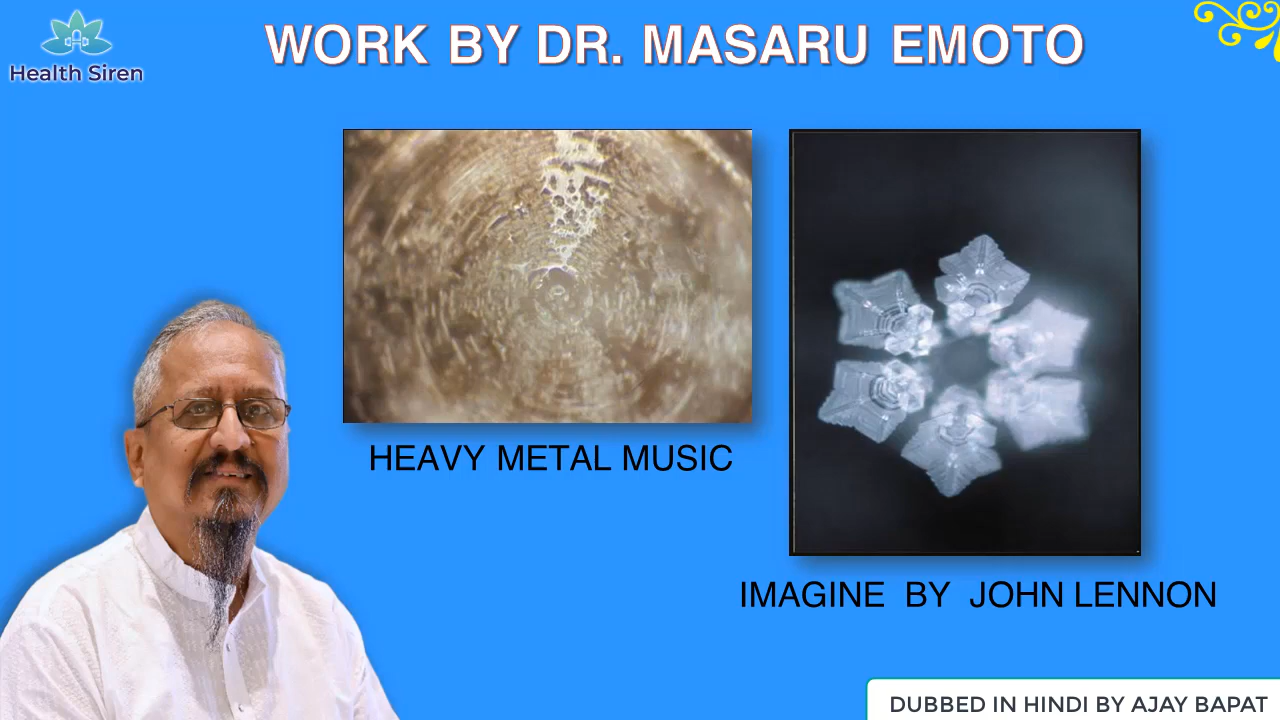 Health Siren
WORK BY DR. MASARU EMOTO
HEAVY METAL MUSIC
IMAGINE BY JOHN LENNON
DUBBED IN HINDI BY AJAY BAPAT